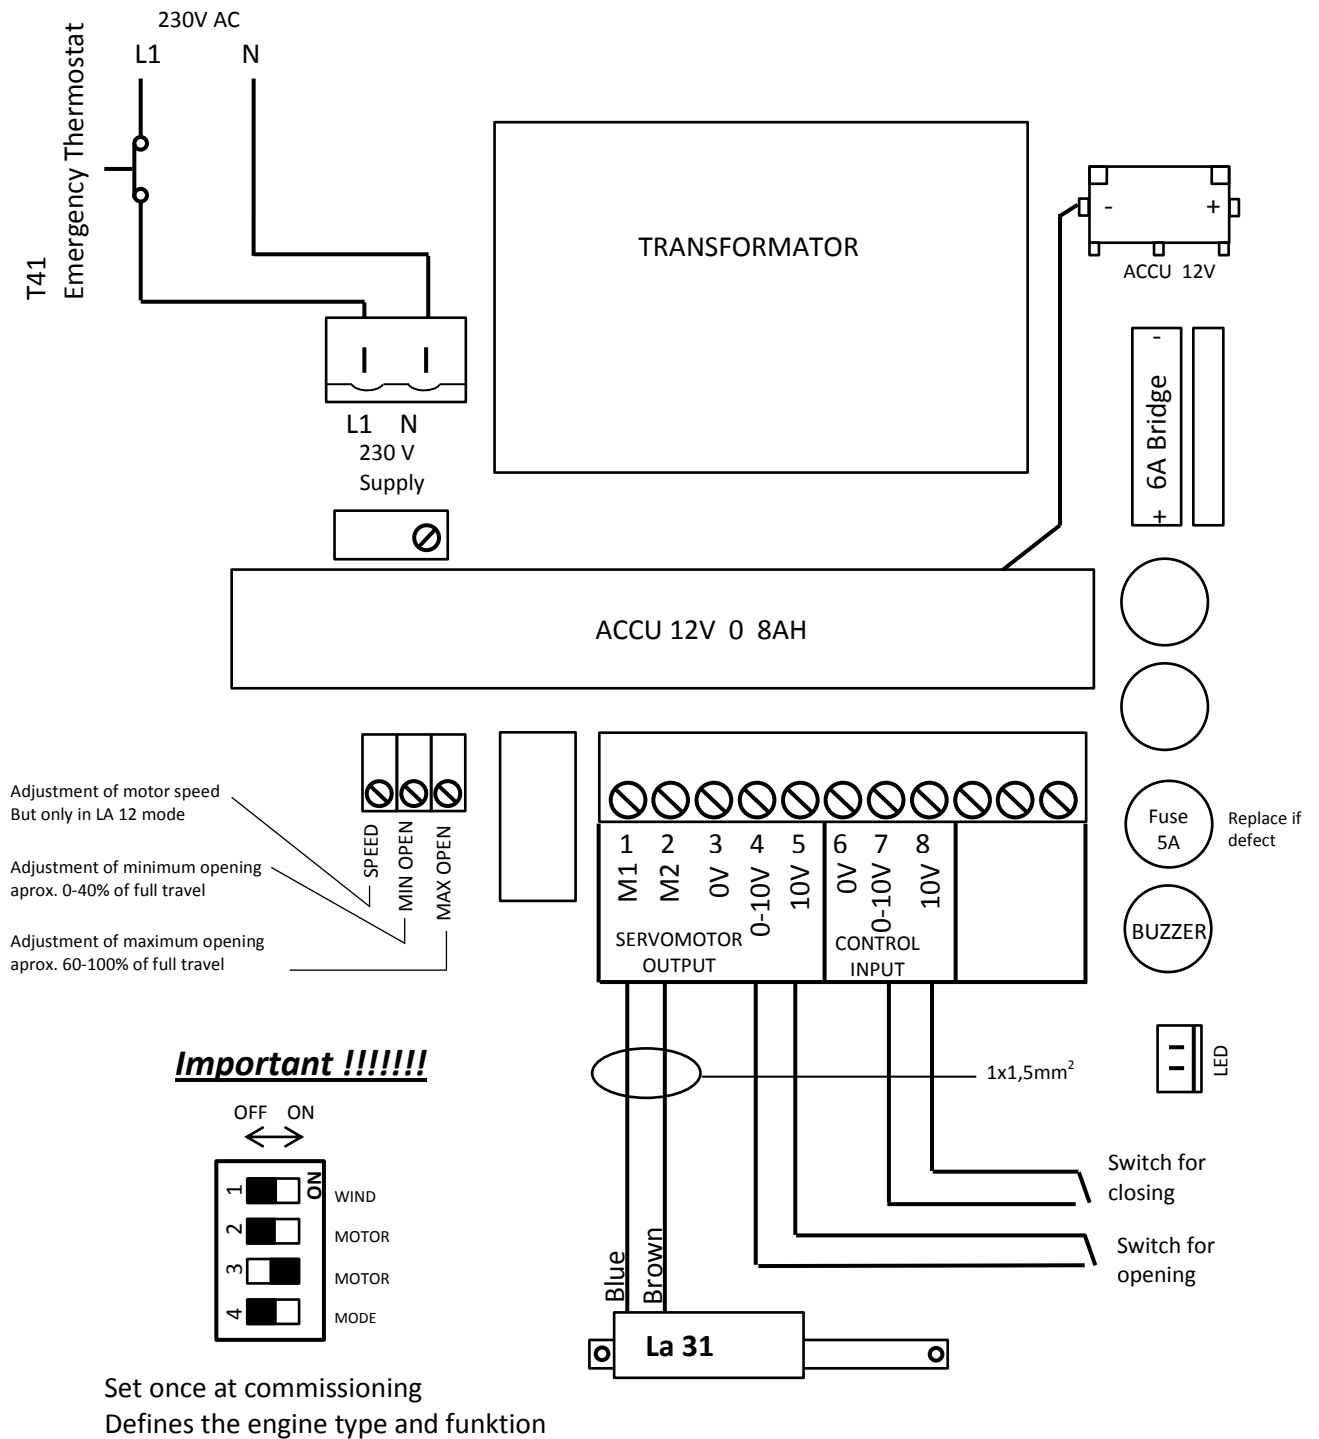 230V AC
L1 N
T41
Emergency Thermostat
TRANSFORMATOR
- +
ACCU 12V
L1 N
230 V
Supply
-
6A Bridge
+
ACCU 12V 0 8AH
Adjustment of motor speed
But only in LA 12 mode
Adjustment of minimum opening
aprox. 0-40% of full travel
Adjustment of maximum opening
aprox. 60-100% of full travel
SPEED
MIN OPEN
MAX OPEN
1 2 3 4 5 6 7 8
M1 M2 0V 0-10V 10V 0V 0-10V 10V
SERVOMOTOR
OUTPUT
CONTROL
INPUT
Fuse
5A
Replace if
defect
BUZZER
LED
1x1,5mm²
Important !!!!!!!
OFF ON
ON
1 WIND
2 MOTOR
3 MOTOR
4 MODE
Switch for
closing
Switch for
opening
Blue
Brown
La 31
Set once at commissioning
Defines the engine type and funktion